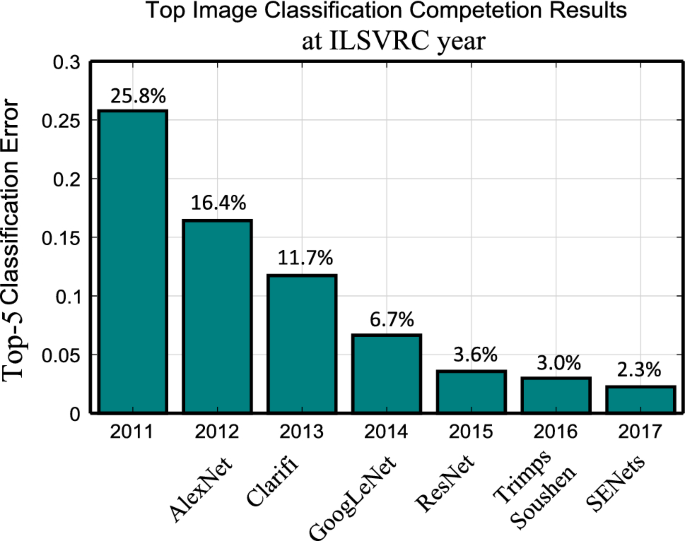 Top Image Classification Competetion Results
at ILSVRC year
Top-5 Classification Error
0.3
0.25
0.2
0.15
0.1
0.05
0
25.8%
16.4%
11.7%
6.7%
3.6%
3.0%
2.3%
2011
2012
2013
2014
2015
2016
2017
AlexNet
Clarifi
GoogLeNet
ResNet
Trimps
Soushen
SENets